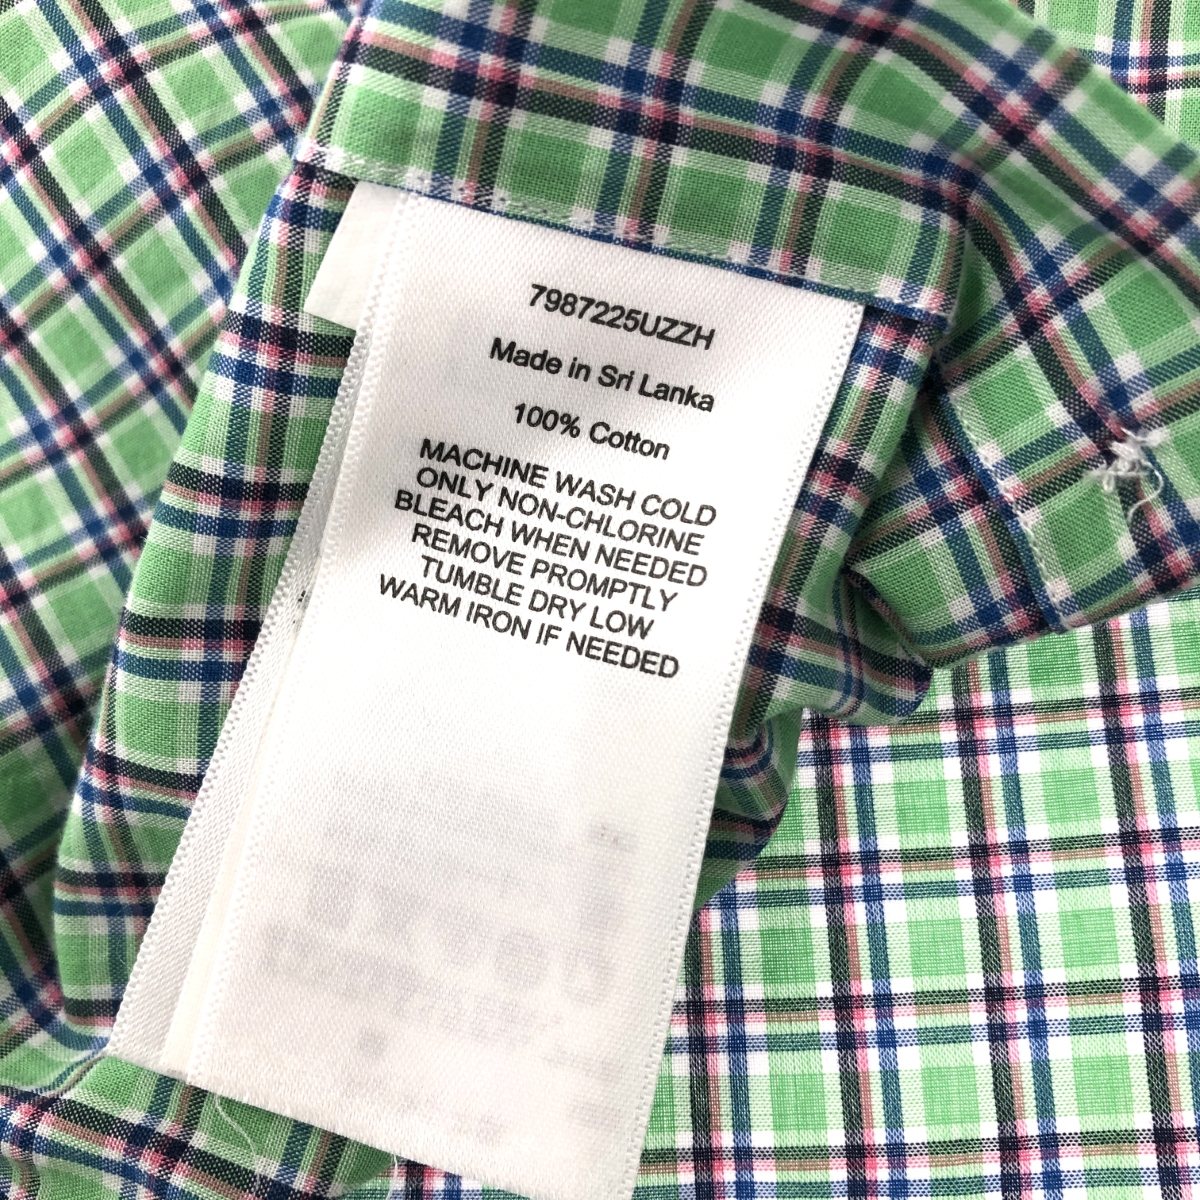 7987225UZZH
Made in Sri Lanka
100% Cotton
MACHINE WASH COLD
ONLY NON-CHLORINE
BLEACH WHEN NEEDED
REMOVE PROMPTLY
TUMBLE DRY LOW
WARM IRON IF NEEDED